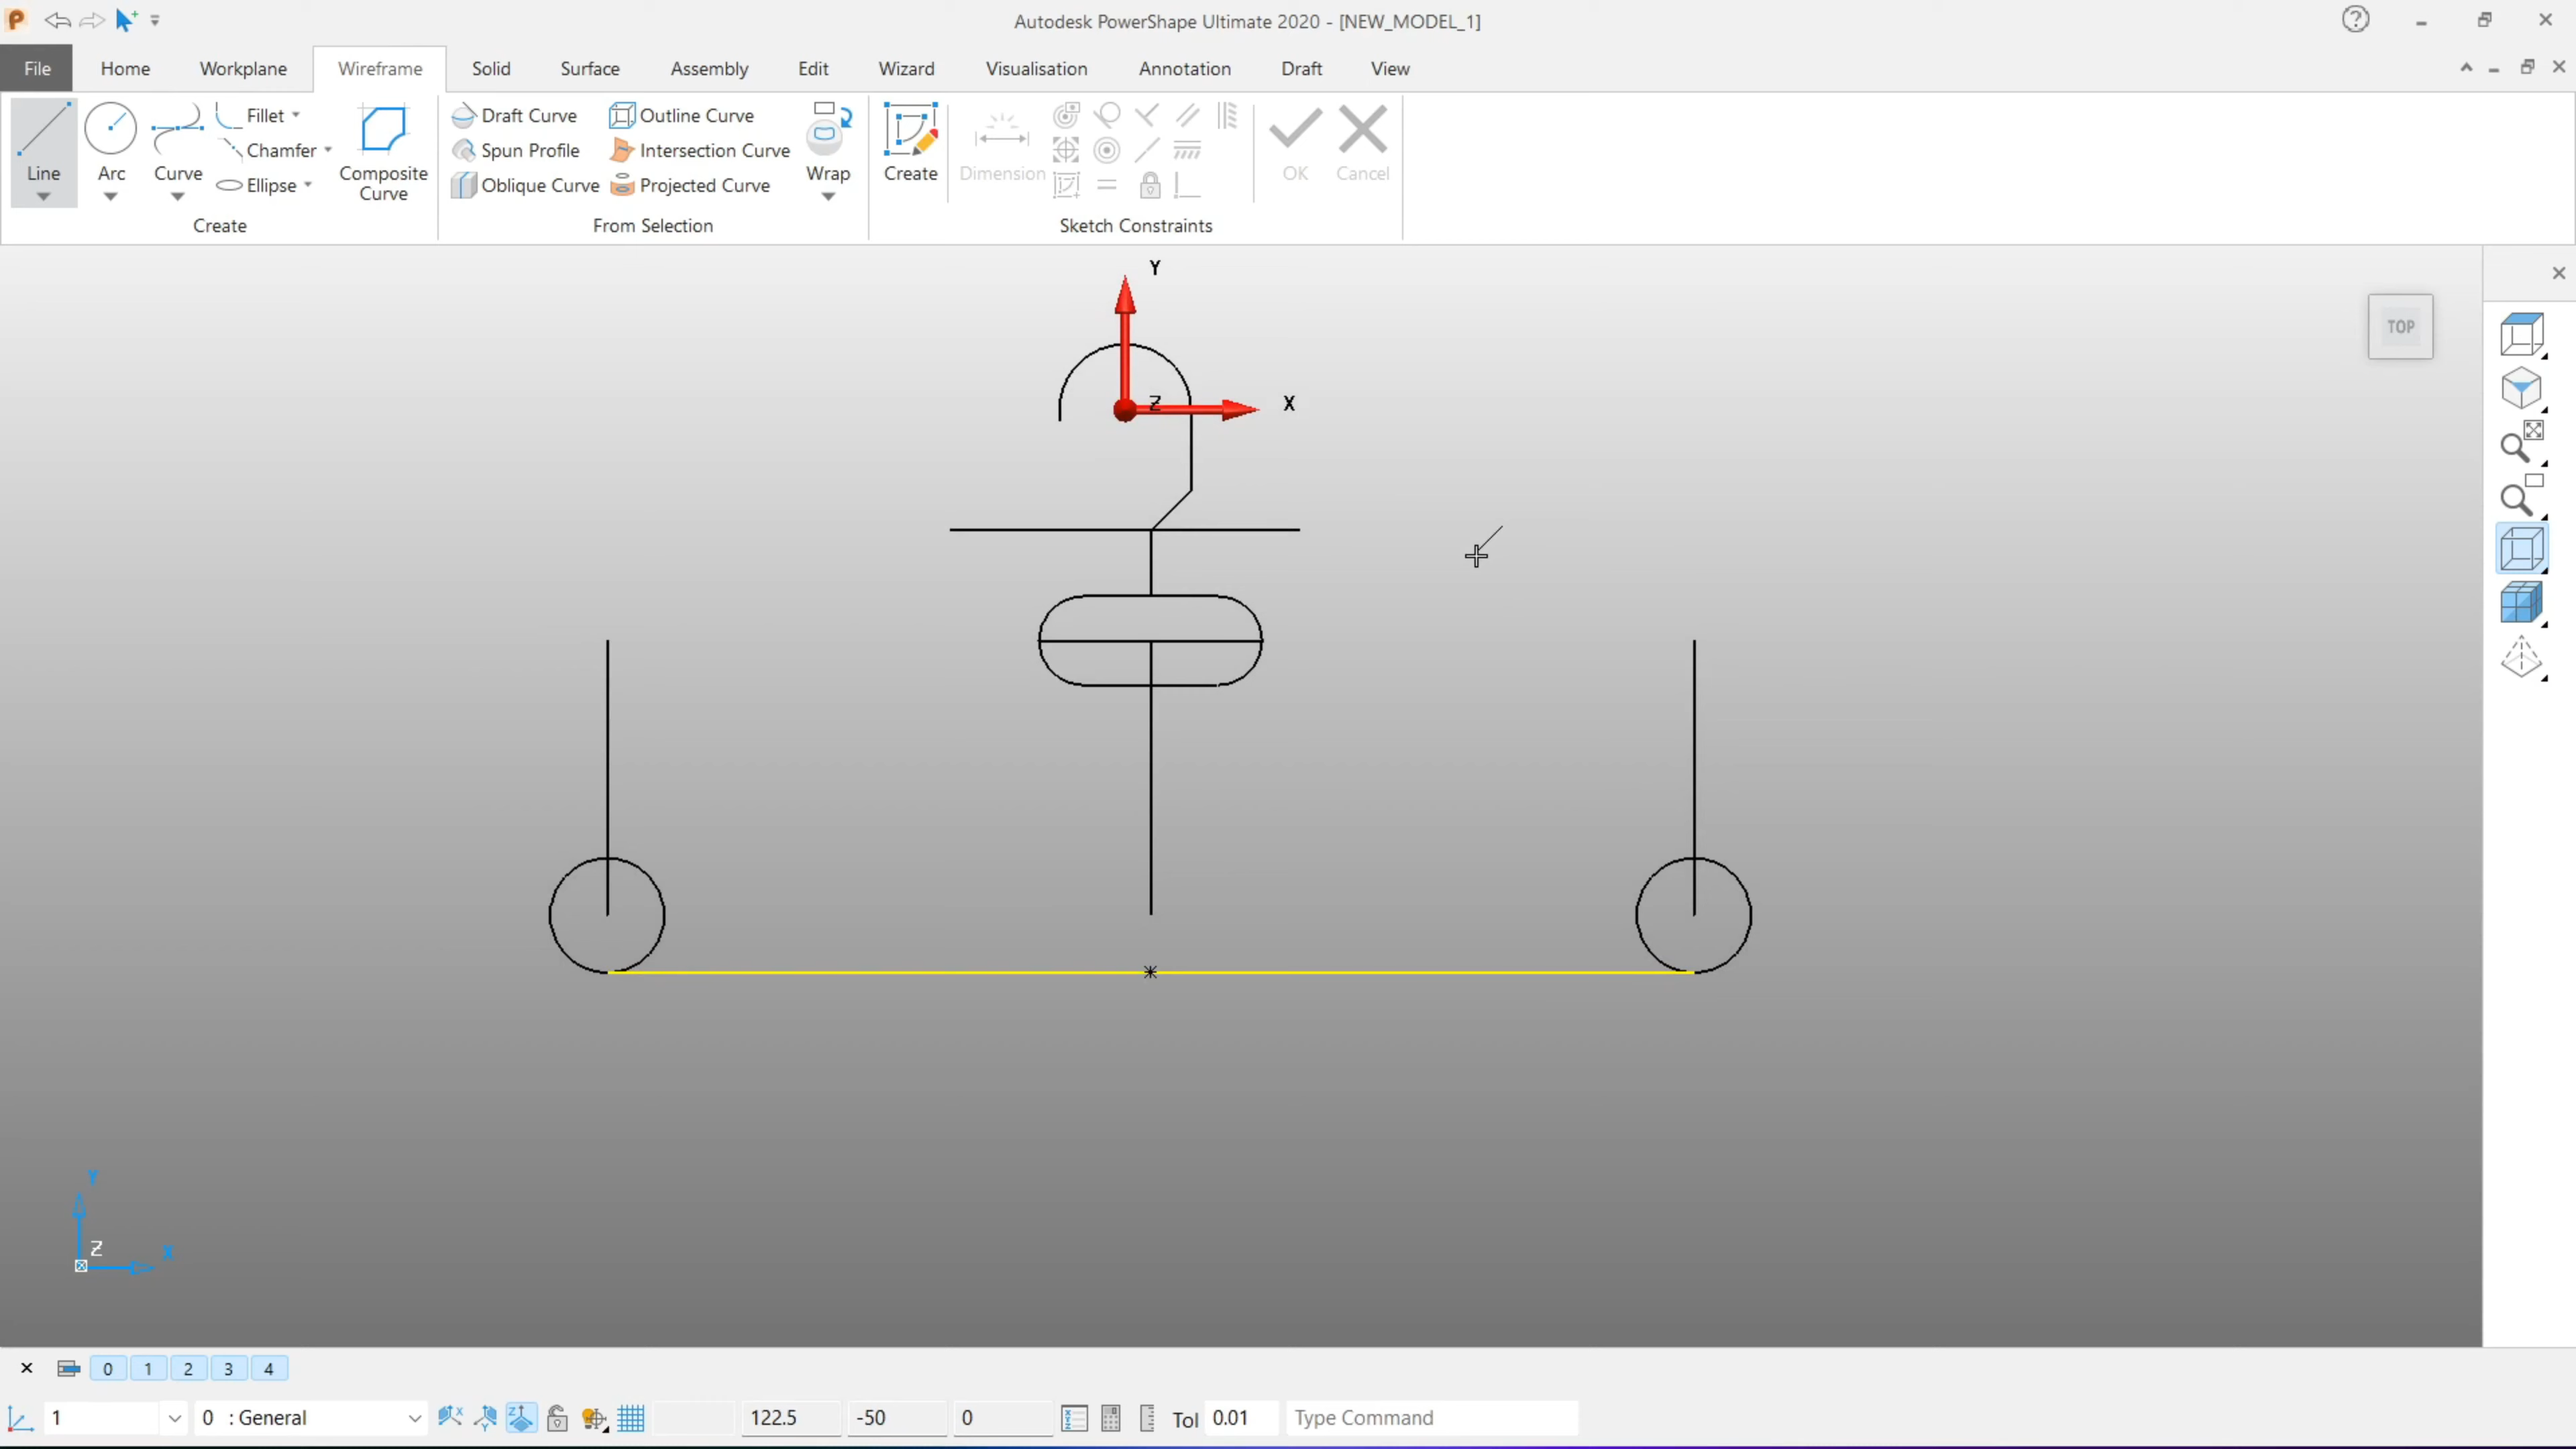 Autodesk PowerShape Ultimate 2020 - [NEW_MODEL_1]
File Home Workplane Wireframe Solid Surface Assembly Edit Wizard Visualisation Annotation Draft View
Line Arc Curve Fillet Chamfer Ellipse Composite Curve
Draft Curve Outline Curve
Spun Profile Intersection Curve
Oblique Curve Projected Curve
Wrap Create Dimension OK Cancel
Create From Selection Sketch Constraints
Y
Z X
TOP
Y
Z X
0 1 2 3 4
1 0 : General 122.5 -50 0 Tol 0.01 Type Command